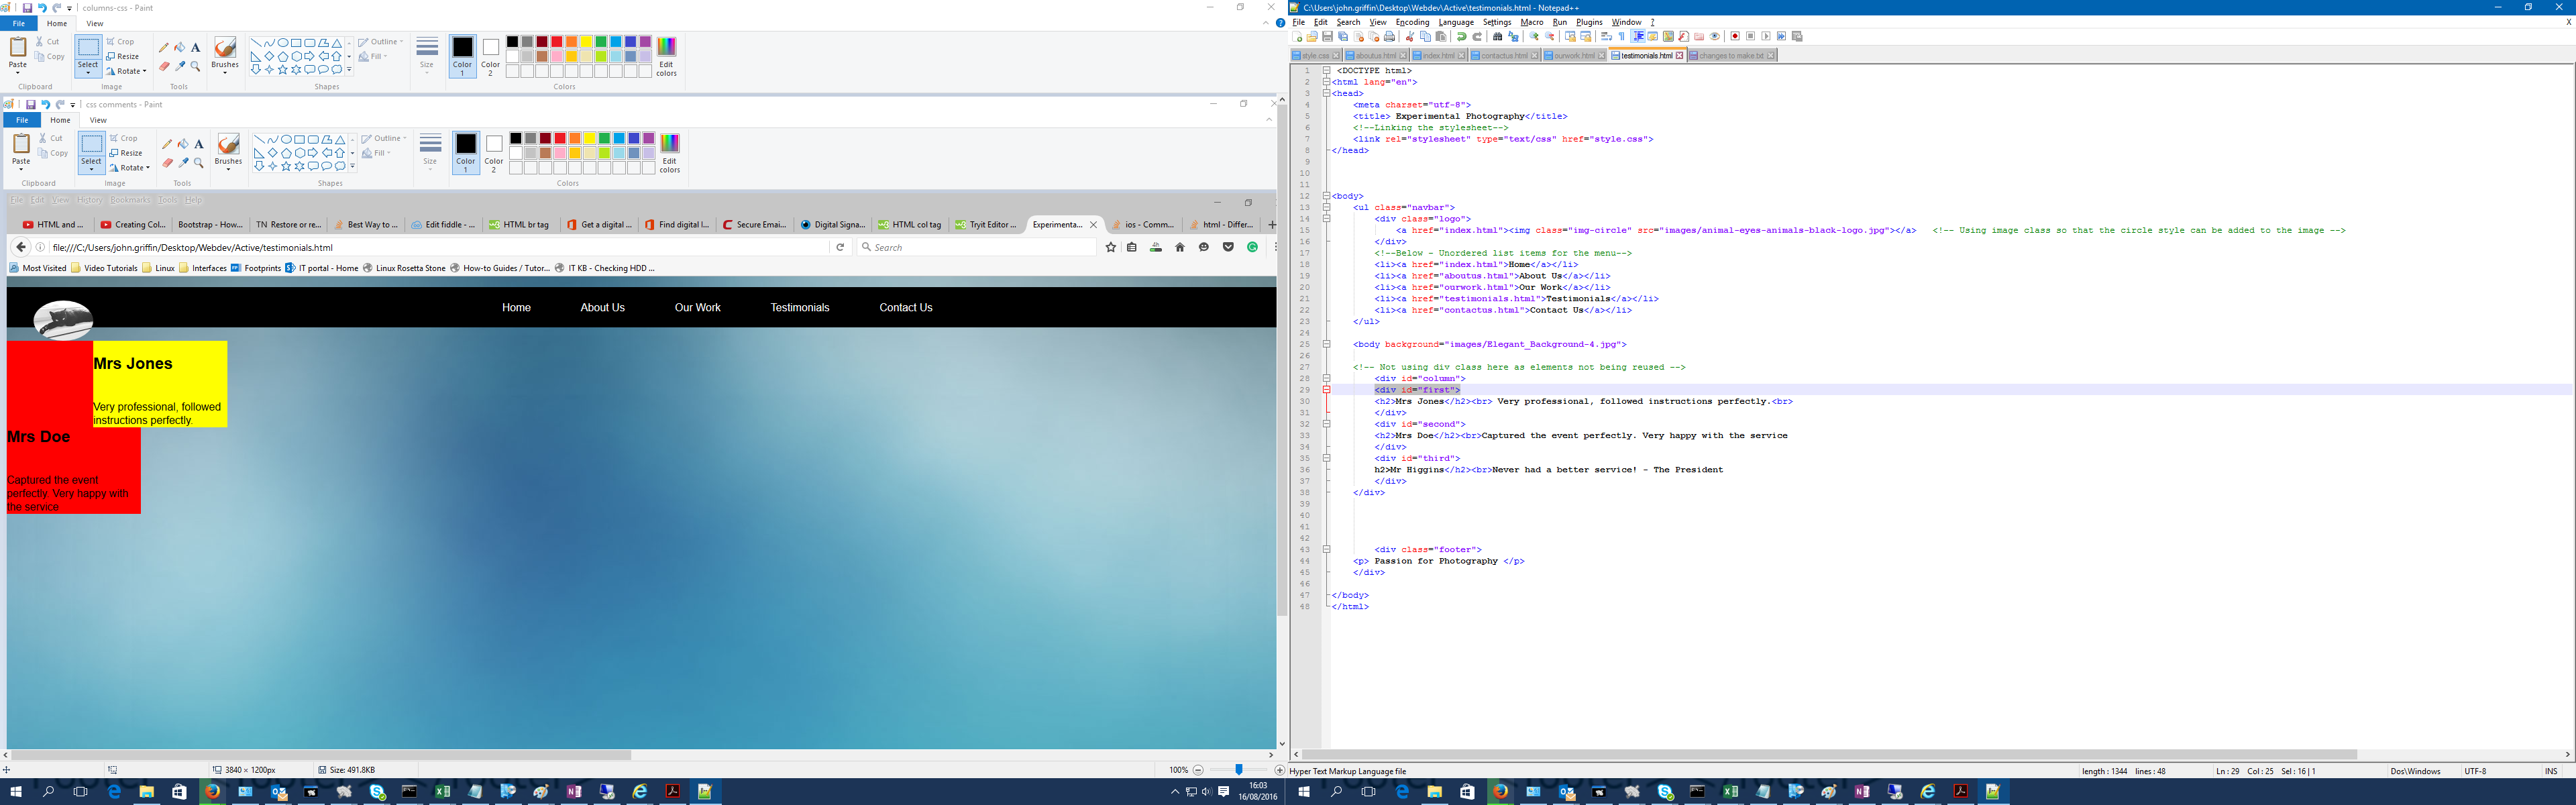 columns-css - Paint
File Home View
Paste Cut Copy Select Crop Resize Rotate Brushes Outline Fill Size Color 1 Color 2 Edit colors
Clipboard Image Tools Shapes Colors
css comments - Paint
File Home View
Paste Cut Copy Select Crop Resize Rotate Brushes Outline Fill Size Color 1 Color 2 Edit colors
Clipboard Image Tools Shapes Colors
File Edit View History Bookmarks Tools Help
HTML and ... Creating Col... Bootstrap - How... TN Restore or re... Best Way to ... Edit fiddle - ... HTML br tag Get a digital ... Find digital I... Secure Emai... Digital Signa... HTML col tag Tryit Editor ... Experimenta... ios - Comm... html - Differ...
file:///C:/Users/john.griffin/Desktop/Webdev/Active/testimonials.html Search
Most Visited Video Tutorials Linux Interfaces Footprints IT portal - Home Linux Rosetta Stone How-to Guides / Tutor... IT KB - Checking HDD ...
Home About Us Our Work Testimonials Contact Us
Mrs Jones
Very professional, followed
instructions perfectly.
Mrs Doe
Captured the event
perfectly. Very happy with
the service
3840 × 1200px Size: 491.8KB 100%
16:03
16/08/2016
C:\Users\john.griffin\Desktop\Webdev\Active\testimonials.html - Notepad++
File Edit Search View Encoding Language Settings Macro Run Plugins Window ? X
style.css aboutus.html index.html contactus.html ourwork.html testimonials.html changes to make.txt
1 <DOCTYPE html>
2 <html lang="en">
3 <head>
4 <meta charset="utf-8">
5 <title> Experimental Photography</title>
6 <!--Linking the stylesheet-->
7 <link rel="stylesheet" type="text/css" href="style.css">
8 </head>
9
10
11
12 <body>
13 <ul class="navbar">
14 <div class="logo">
15 <a href="index.html"><img class="img-circle" src="images/animal-eyes-animals-black-logo.jpg"></a> <!-- Using image class so that the circle style can be added to the image -->
16 </div>
17 <!--Below - Unordered list items for the menu-->
18 <li><a href="index.html">Home</a></li>
19 <li><a href="aboutus.html">About Us</a></li>
20 <li><a href="ourwork.html">Our Work</a></li>
21 <li><a href="testimonials.html">Testimonials</a></li>
22 <li><a href="contactus.html">Contact Us</a></li>
23 </ul>
24
25 <body background="images/Elegant_Background-4.jpg">
26
27 <!-- Not using div class here as elements not being reused -->
28 <div id="column">
29 <div id="first">
30 <h2>Mrs Jones</h2><br> Very professional, followed instructions perfectly.<br>
31 </div>
32 <div id="second">
33 <h2>Mrs Doe</h2><br>Captured the event perfectly. Very happy with the service
34 </div>
35 <div id="third">
36 h2>Mr Higgins</h2><br>Never had a better service! - The President
37 </div>
38 </div>
39
40
41
42
43 <div class="footer">
44 <p> Passion for Photography </p>
45 </div>
46
47 </body>
48 </html>
Hyper Text Markup Language file length : 1344 lines : 48 Ln : 29 Col : 25 Sel : 16 | 1 Dos\Windows UTF-8 INS